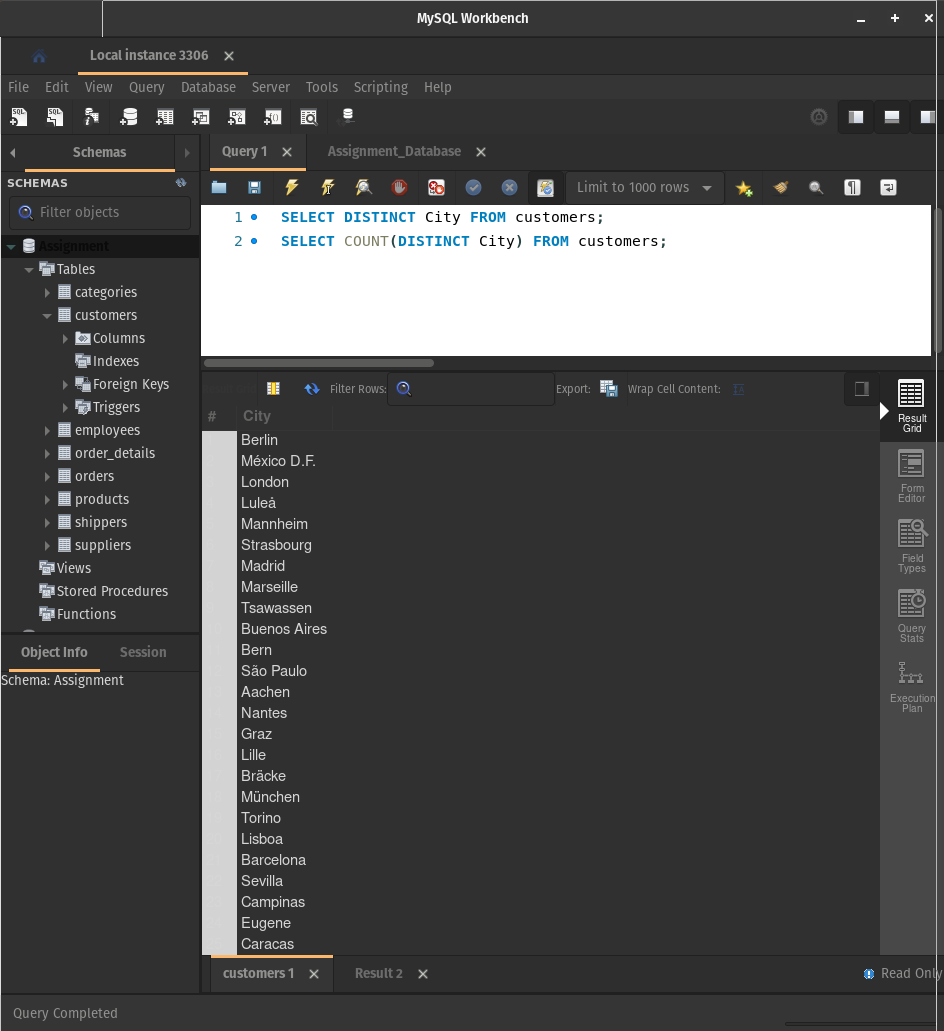 MySQL Workbench
Local instance 3306
File Edit View Query Database Server Tools Scripting Help
Schemas
Query 1
Assignment_Database
SCHEMAS
Filter objects
Limit to 1000 rows
1 SELECT DISTINCT City FROM customers;
2 SELECT COUNT(DISTINCT City) FROM customers;
Assignment
Tables
categories
customers
Columns
Indexes
Foreign Keys
Triggers
employees
order_details
orders
products
shippers
suppliers
Views
Stored Procedures
Functions
Object Info Session
Schema: Assignment
Filter Rows:
Export:
Wrap Cell Content:
# City
Berlin
México D.F.
London
Luleå
Mannheim
Strasbourg
Madrid
Marseille
Tsawassen
Buenos Aires
Bern
São Paulo
Aachen
Nantes
Graz
Lille
Bräcke
München
Torino
Lisboa
Barcelona
Sevilla
Campinas
Eugene
Caracas
Result
Grid
Form
Editor
Field
Types
Query
Stats
Execution
Plan
customers 1
Result 2
Read Only
Query Completed